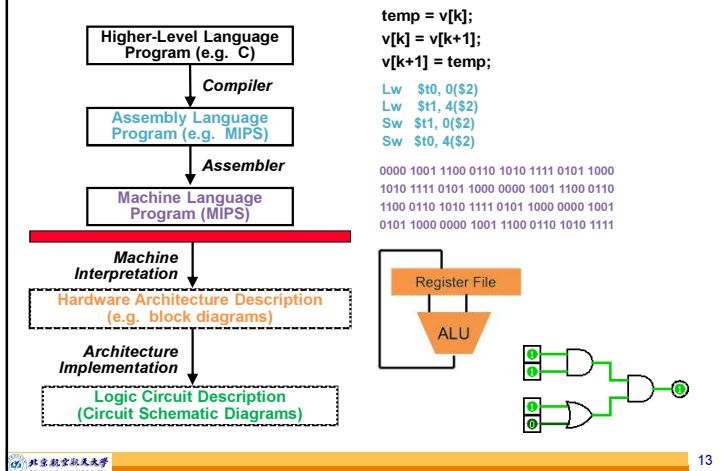 Higher-Level Language
Program (e.g. C)
Compiler
Assembly Language
Program (e.g. MIPS)
Assembler
Machine Language
Program (MIPS)
Machine
Interpretation
Hardware Architecture Description
(e.g. block diagrams)
Architecture
Implementation
Logic Circuit Description
(Circuit Schematic Diagrams)
temp = v[k];
v[k] = v[k+1];
v[k+1] = temp;
Lw $t0, 0($2)
Lw $t1, 4($2)
Sw $t1, 0($2)
Sw $t0, 4($2)
0000 1001 1100 0110 1010 1111 0101 1000
1010 1111 0101 1000 0000 1001 1100 0110
1100 0110 1010 1111 0101 1000 0000 1001
0101 1000 0000 1001 1100 0110 1010 1111
Register File
ALU
1
1
1
0
1
北京航空航天大学
13